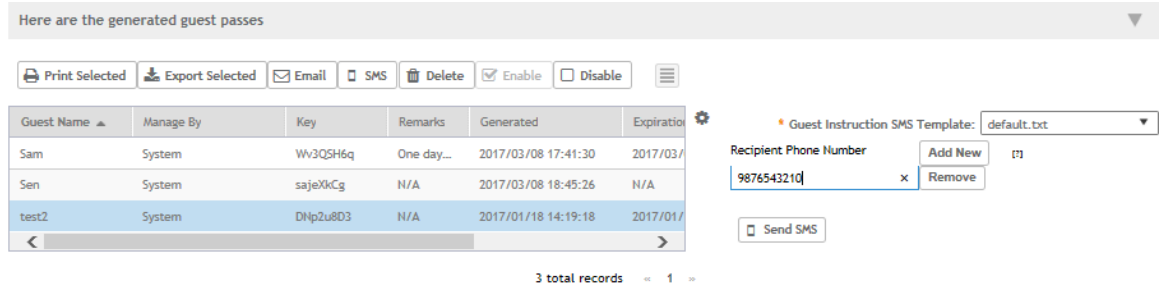 Here are the generated guest passes
Print Selected Export Selected Email SMS Delete Enable Disable
Guest Name Manage By Key Remarks Generated Expiration
Sam System Wv3QSH6q One day... 2017/03/08 17:41:30 2017/03/
Sen System sajeXkCg N/A 2017/03/08 18:45:26 N/A
test2 System DNp2u8D3 N/A 2017/01/18 14:19:18 2017/01/
3 total records « 1 »
* Guest Instruction SMS Template: default.txt
Recipient Phone Number Add New [?]
9876543210 × Remove
Send SMS